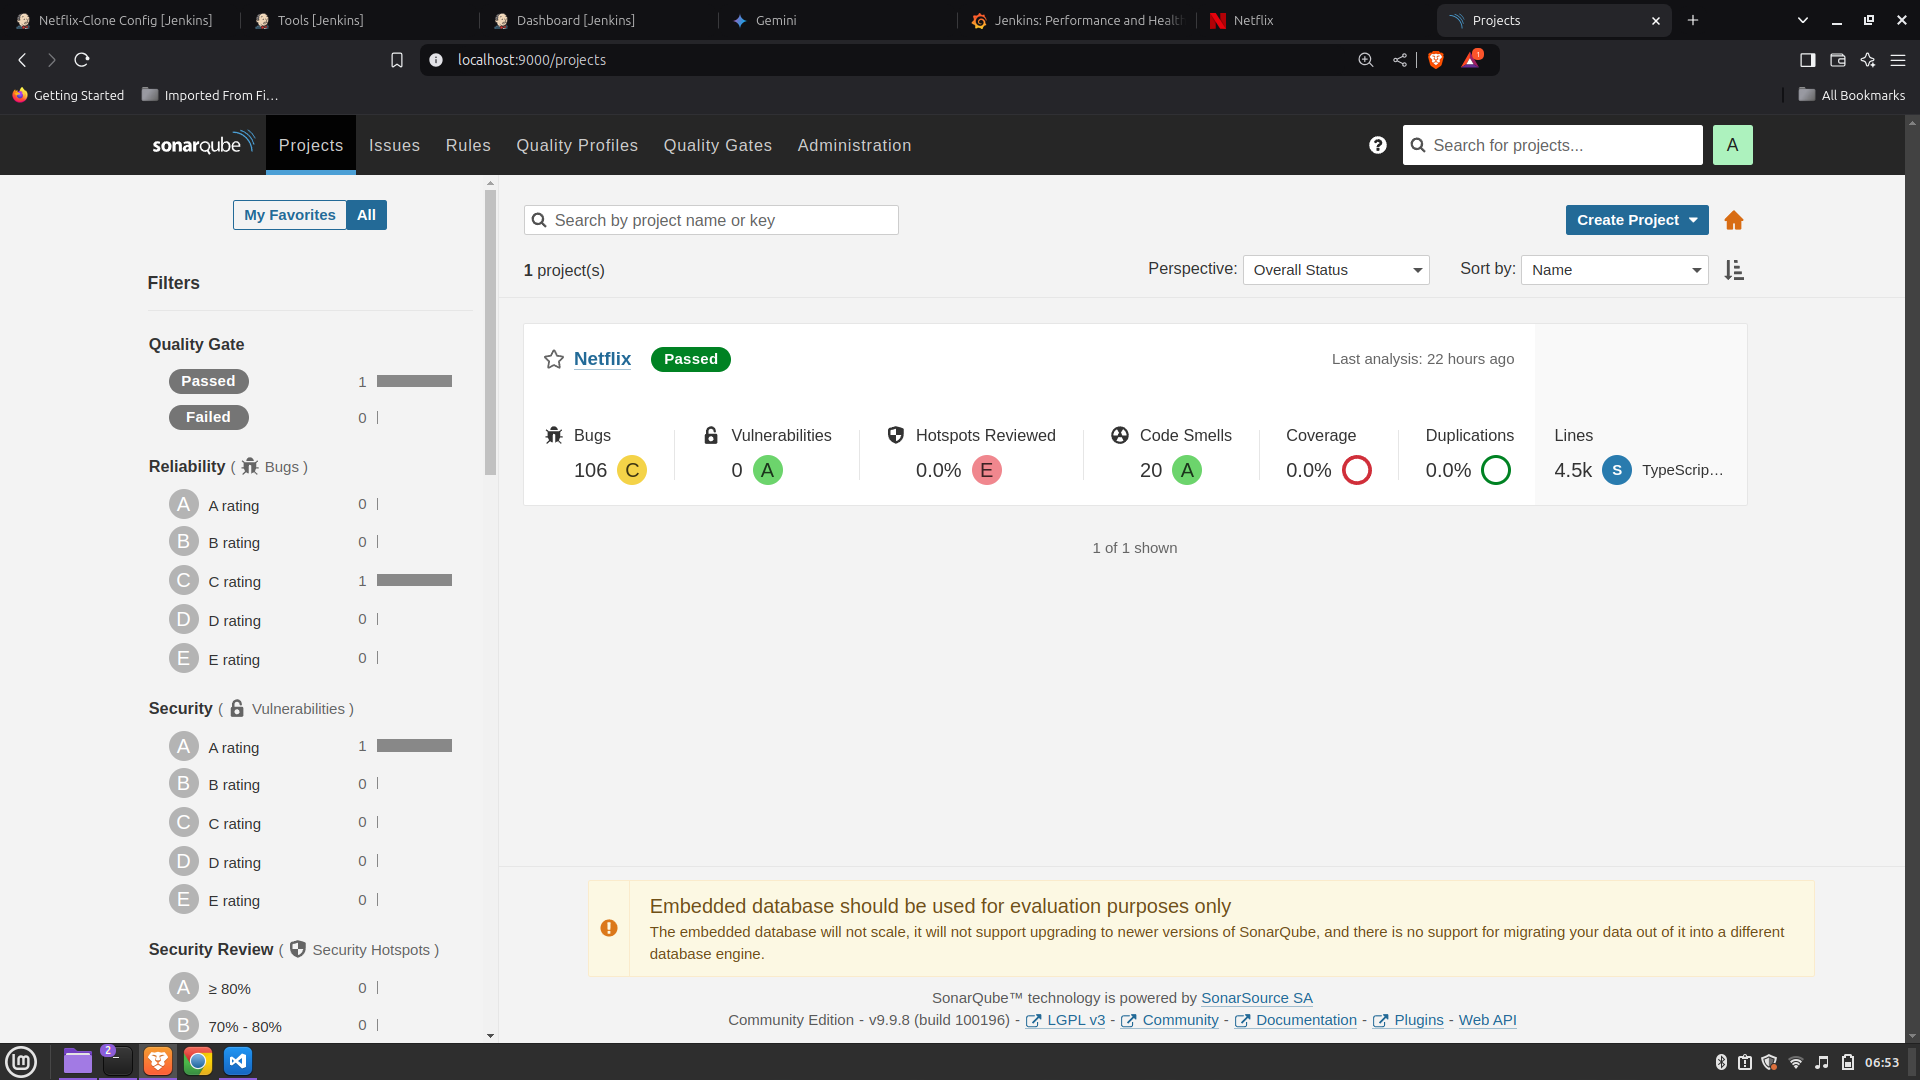 Netflix-Clone Config [Jenkins]
Tools [Jenkins]
Dashboard [Jenkins]
Gemini
Jenkins: Performance and Healt
Netflix
Projects
localhost:9000/projects
1
Getting Started
Imported From Fi...
All Bookmarks
sonarqube
Projects
Issues
Rules
Quality Profiles
Quality Gates
Administration
Search for projects...
A
My Favorites
All
Filters
Quality Gate
Passed 1
Failed 0
Reliability ( Bugs )
A A rating 0
B B rating 0
C C rating 1
D D rating 0
E E rating 0
Security ( Vulnerabilities )
A A rating 1
B B rating 0
C C rating 0
D D rating 0
E E rating 0
Security Review ( Security Hotspots )
A ≥ 80% 0
B 70% - 80% 0
Search by project name or key
Create Project
1 project(s)
Perspective: Overall Status
Sort by: Name
Netflix Passed
Last analysis: 22 hours ago
Bugs
106 C
Vulnerabilities
0 A
Hotspots Reviewed
0.0% E
Code Smells
20 A
Coverage
0.0%
Duplications
0.0%
Lines
4.5k S TypeScrip...
1 of 1 shown
Embedded database should be used for evaluation purposes only
The embedded database will not scale, it will not support upgrading to newer versions of SonarQube, and there is no support for migrating your data out of it into a different
database engine.
SonarQube™ technology is powered by SonarSource SA
Community Edition - v9.9.8 (build 100196) - LGPL v3 - Community - Documentation - Plugins - Web API
2
06:53